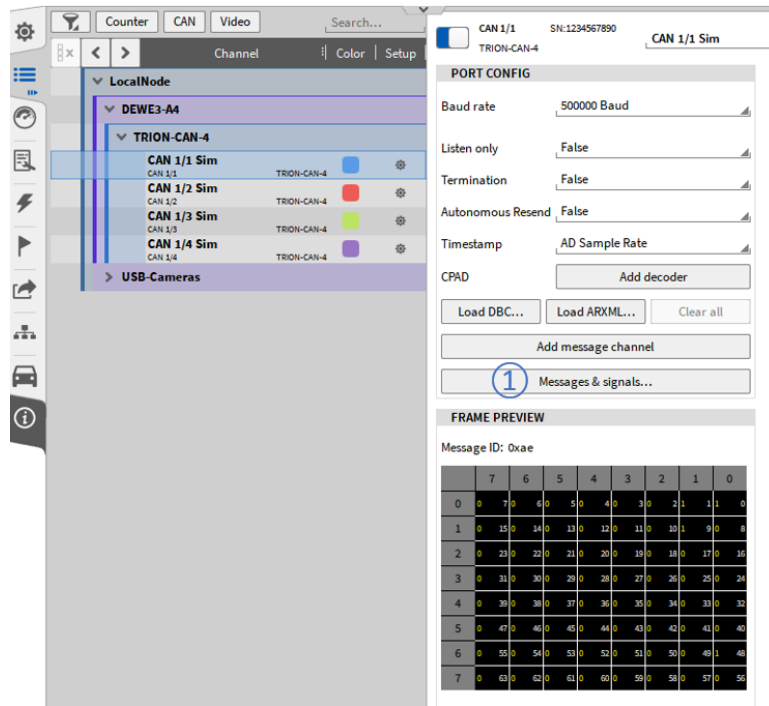 Counter CAN Video Search...
x < > Channel Color Setup
LocalNode
DEWE3-A4
TRION-CAN-4
CAN 1/1 Sim
CAN 1/1 TRION-CAN-4
CAN 1/2 Sim
CAN 1/2 TRION-CAN-4
CAN 1/3 Sim
CAN 1/3 TRION-CAN-4
CAN 1/4 Sim
CAN 1/4 TRION-CAN-4
USB-Cameras
CAN 1/1 SN:1234567890 CAN 1/1 Sim
TRION-CAN-4
PORT CONFIG
Baud rate 500000 Baud
Listen only False
Termination False
Autonomous Resend False
Timestamp AD Sample Rate
CPAD Add decoder
Load DBC... Load ARXML... Clear all
Add message channel
1 Messages & signals...
FRAME PREVIEW
Message ID: 0xae
7 6 5 4 3 2 1 0
0 0 7 0 6 0 5 0 4 0 3 0 2 1 1 1 0
1 0 15 0 14 0 13 0 12 0 11 0 10 1 9 0 8
2 0 23 0 22 0 21 0 20 0 19 0 18 0 17 0 16
3 0 31 0 30 0 29 0 28 0 27 0 26 0 25 0 24
4 0 39 0 38 0 37 0 36 0 35 0 34 0 33 0 32
5 0 47 0 46 0 45 0 44 0 43 0 42 0 41 0 40
6 0 55 0 54 0 53 0 52 0 51 0 50 0 49 1 48
7 0 63 0 62 0 61 0 60 0 59 0 58 0 57 0 56